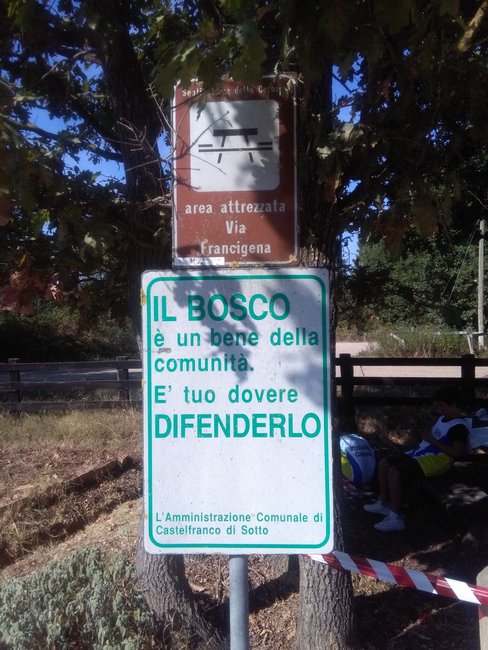 area attrezzata
Via
Francigena
IL BOSCO
è un bene della
comunità.
E' tuo dovere
DIFENDERLO
L'Amministrazione Comunale di
Castelfranco di Sotto